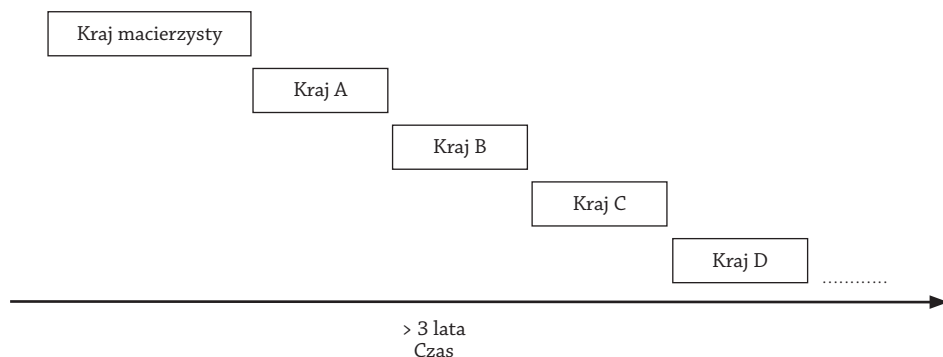 Kraj macierzysty
Kraj A
Kraj B
Kraj C
Kraj D
............
> 3 lata
Czas